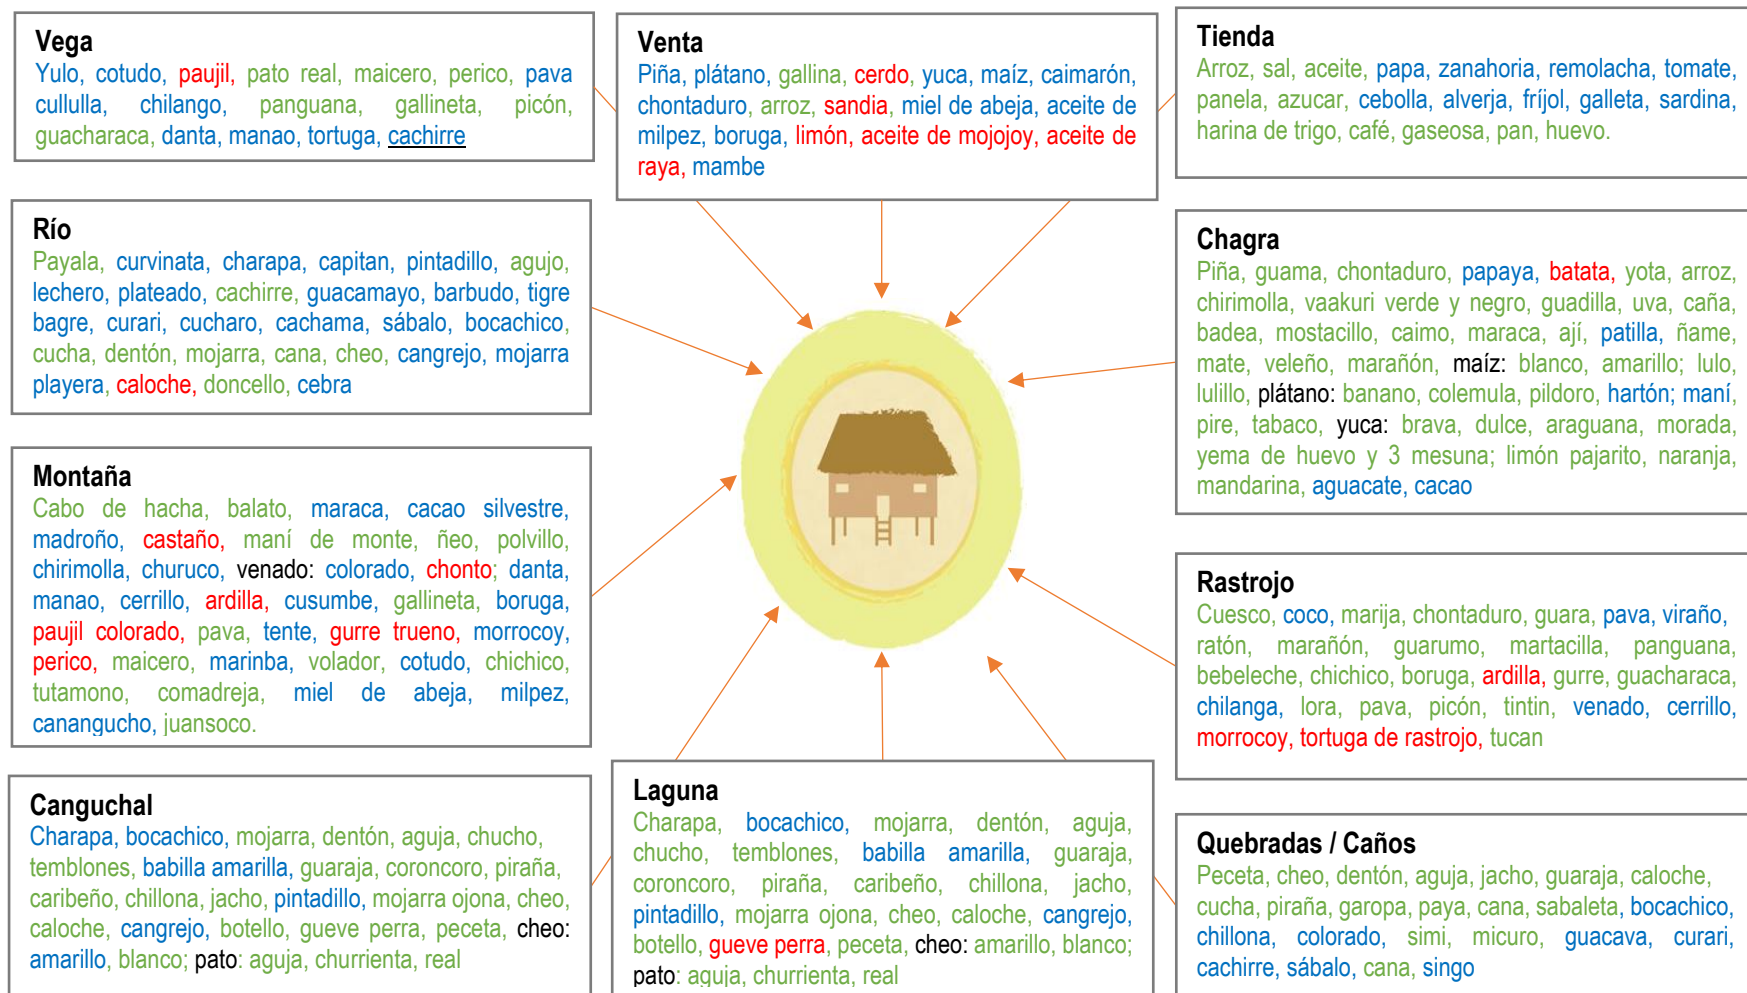 Vega
Yulo, cotudo, paujil, pato real, maicero, perico, pava
cullulla, chilango, panguana, gallineta, picón,
guacharaca, danta, manao, tortuga, cachirre
Venta
Piña, plátano, gallina, cerdo, yuca, maíz, caimarón,
chontaduro, arroz, sandia, miel de abeja, aceite de
milpez, boruga, limón, aceite de mojojoy, aceite de
raya, mambe
Tienda
Arroz, sal, aceite, papa, zanahoria, remolacha, tomate,
panela, azucar, cebolla, alverja, fríjol, galleta, sardina,
harina de trigo, café, gaseosa, pan, huevo.
Río
Payala, curvinata, charapa, capitan, pintadillo, agujo,
lechero, plateado, cachirre, guacamayo, barbudo, tigre
bagre, curari, cucharo, cachama, sábalo, bocachico,
cucha, dentón, mojarra, cana, cheo, cangrejo, mojarra
playera, caloche, doncello, cebra
Chagra
Piña, guama, chontaduro, papaya, batata, yota, arroz,
chirimolla, vaakuri verde y negro, guadilla, uva, caña,
badea, mostacillo, caimo, maraca, ají, patilla, ñame,
mate, veleño, marañón, maíz: blanco, amarillo; lulo,
lulillo, plátano: banano, colemula, pildoro, hartón; maní,
pire, tabaco, yuca: brava, dulce, araguana, morada,
yema de huevo y 3 mesuna; limón pajarito, naranja,
mandarina, aguacate, cacao
Montaña
Cabo de hacha, balato, maraca, cacao silvestre,
madroño, castaño, maní de monte, ñeo, polvillo,
chirimolla, churuco, venado: colorado, chonto; danta,
manao, cerrillo, ardilla, cusumbe, gallineta, boruga,
paujil colorado, pava, tente, gurre trueno, morrocoy,
perico, maicero, marinba, volador, cotudo, chichico,
tutamono, comadreja, miel de abeja, milpez,
canangucho, juansoco.
Rastrojo
Cuesco, coco, marija, chontaduro, guara, pava, viraño,
ratón, marañón, guarumo, martacilla, panguana,
bebeleche, chichico, boruga, ardilla, gurre, guacharaca,
chilanga, lora, pava, picón, tintin, venado, cerrillo,
morrocoy, tortuga de rastrojo, tucan
Canguchal
Charapa, bocachico, mojarra, dentón, aguja, chucho,
temblones, babilla amarilla, guaraja, coroncoro, piraña,
caribeño, chillona, jacho, pintadillo, mojarra ojona, cheo,
caloche, cangrejo, botello, gueve perra, peceta, cheo:
amarillo, blanco; pato: aguja, churrienta, real
Laguna
Charapa, bocachico, mojarra, dentón, aguja,
chucho, temblones, babilla amarilla, guaraja,
coroncoro, piraña, caribeño, chillona, jacho,
pintadillo, mojarra ojona, cheo, caloche, cangrejo,
botello, gueve perra, peceta, cheo: amarillo, blanco;
pato: aguja, churrienta, real
Quebradas / Caños
Peceta, cheo, dentón, aguja, jacho, guaraja, caloche,
cucha, piraña, garopa, paya, cana, sabaleta, bocachico,
chillona, colorado, simi, micuro, guacava, curari,
cachirre, sábalo, cana, singo